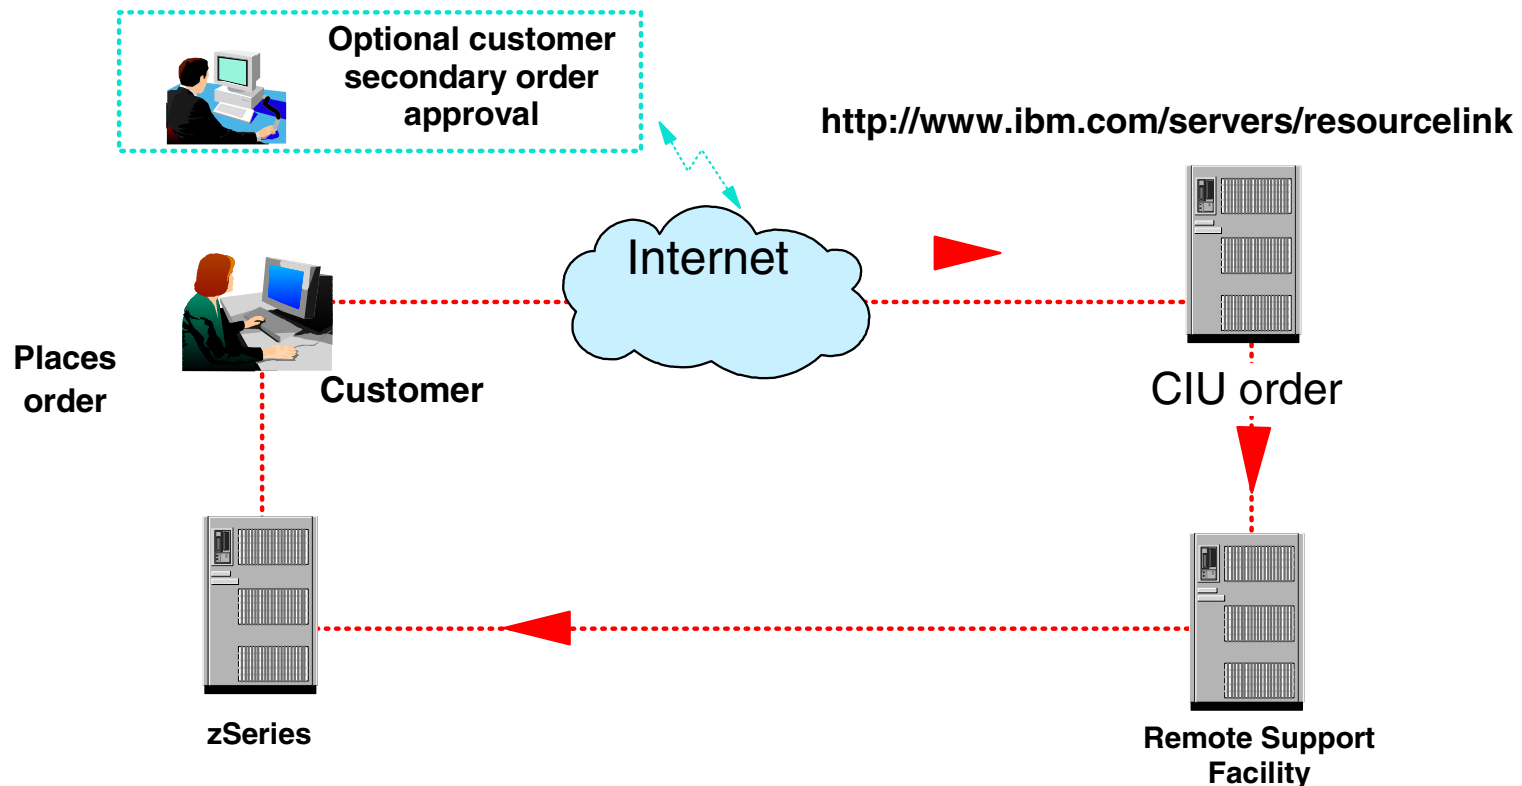 Optional customer
secondary order
approval
http://www.ibm.com/servers/resourcelink
Internet
Places
order
Customer
CIU order
zSeries
Remote Support
Facility